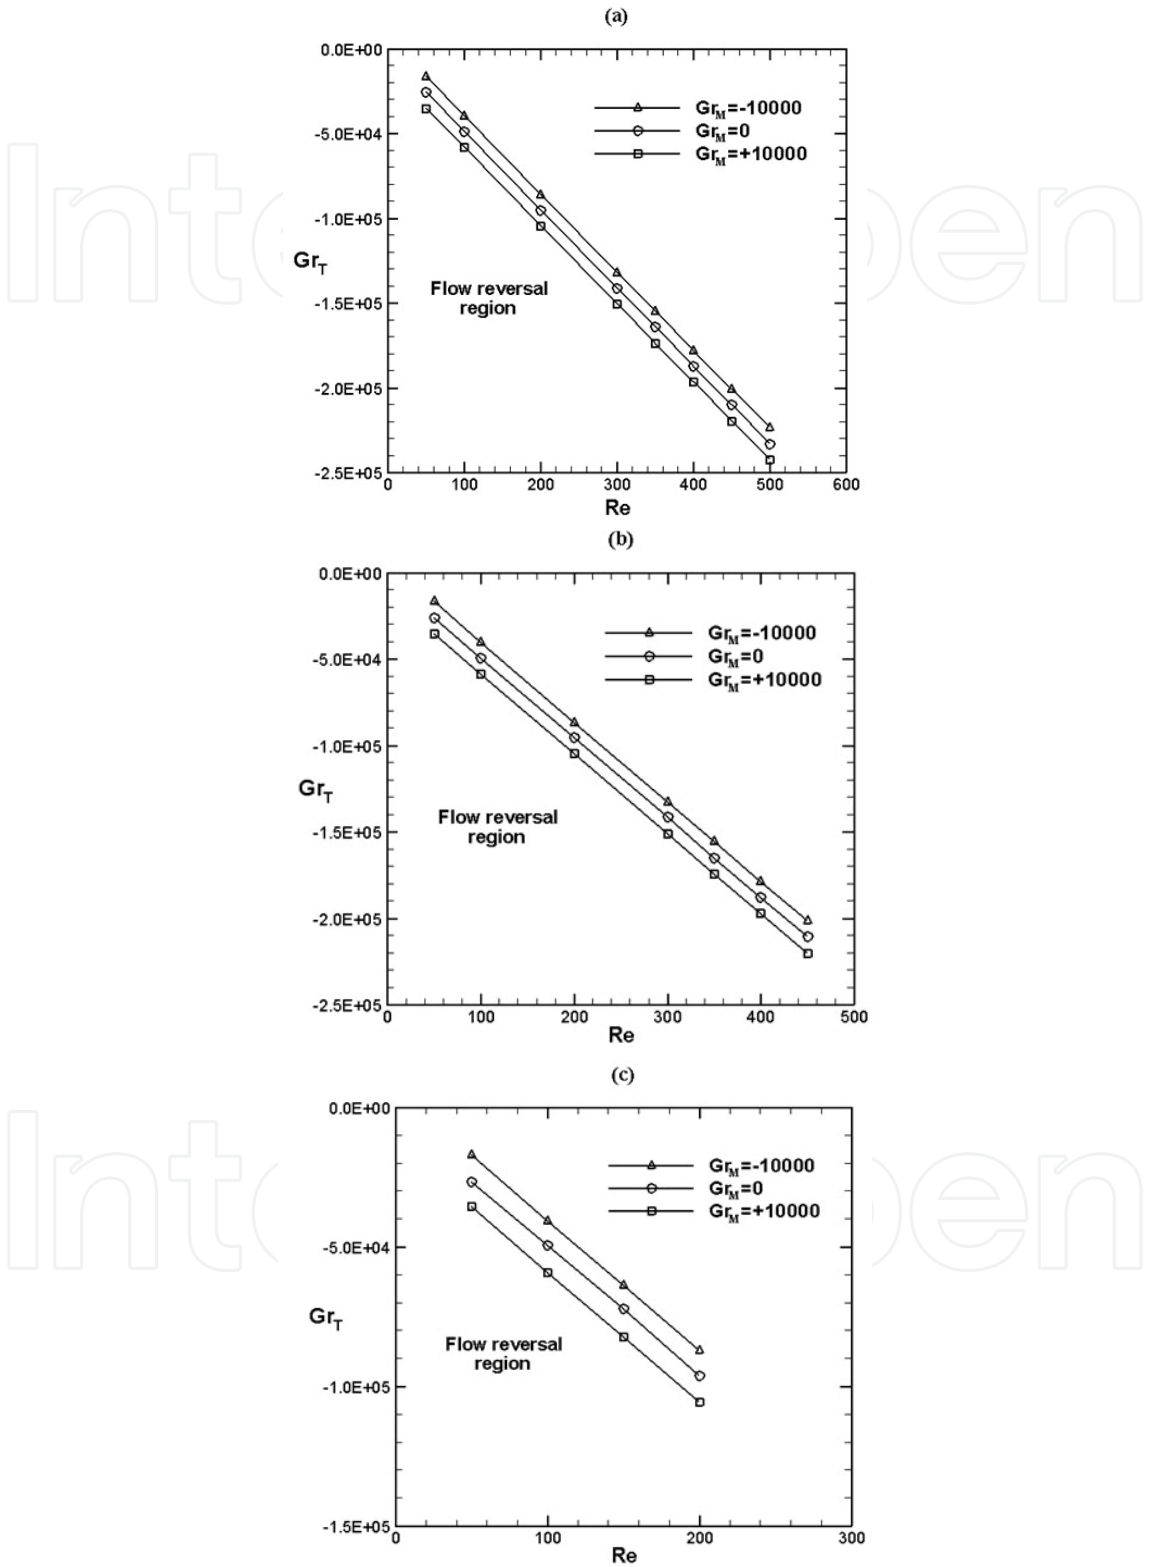 (a)
0.0E+00
-5.0E+04
-1.0E+05
-1.5E+05
-2.0E+05
-2.5E+05
Gr_T
Gr_M=-10000
Gr_M=0
Gr_M=+10000
Flow reversal
region
0 100 200 300 400 500 600
Re
(b)
0.0E+00
-5.0E+04
-1.0E+05
-1.5E+05
-2.0E+05
-2.5E+05
Gr_T
Gr_M=-10000
Gr_M=0
Gr_M=+10000
Flow reversal
region
0 100 200 300 400 500
Re
(c)
0.0E+00
-5.0E+04
-1.0E+05
-1.5E+05
Gr_T
Gr_M=-10000
Gr_M=0
Gr_M=+10000
Flow reversal
region
0 100 200 300
Re